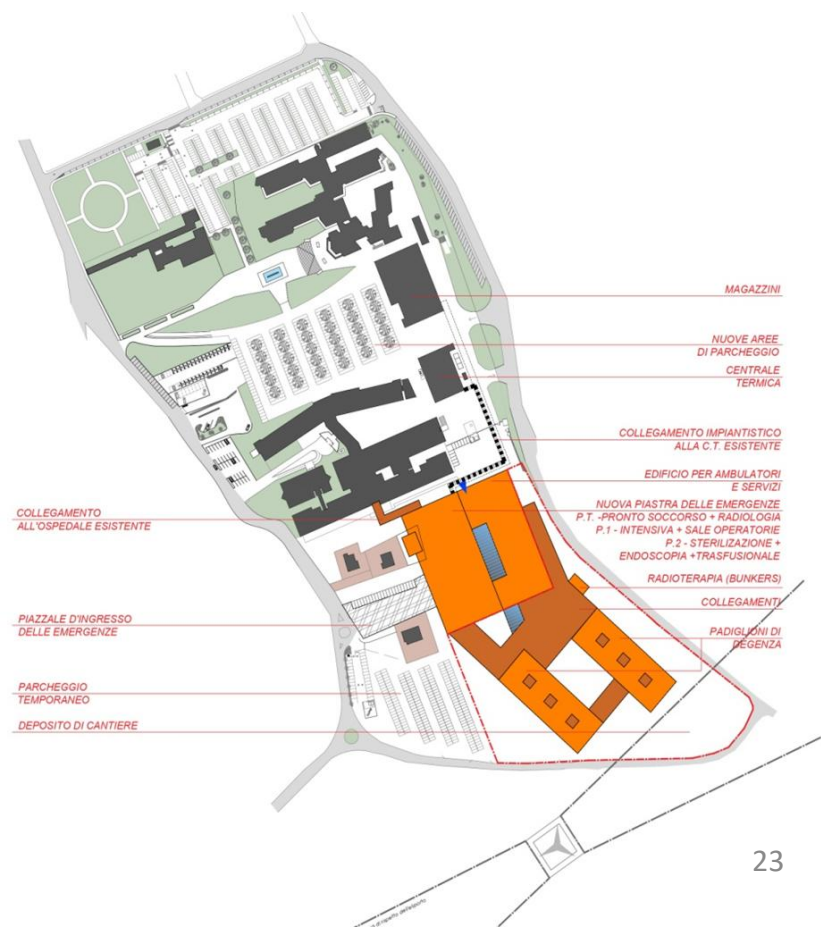 MAGAZZINI
NUOVE AREE
DI PARCHEGGIO
CENTRALE
TERMICA
COLLEGAMENTO IMPIANTISTICO
ALLA C.T. ESISTENTE
EDIFICIO PER AMBULATORI
E SERVIZI
NUOVA PIASTRA DELLE EMERGENZE
P.T. -PRONTO SOCCORSO + RADIOLOGIA
P.1 - INTENSIVA + SALE OPERATORIE
P.2 - STERILIZAZIONE +
ENDOSCOPIA +TRASFUSIONALE
RADIOTERAPIA (BUNKERS)
COLLEGAMENTI
PADIGLIONI DI
DEGENZA
COLLEGAMENTO
ALL'OSPEDALE ESISTENTE
PIAZZALE D'INGRESSO
DELLE EMERGENZE
PARCHEGGIO
TEMPORANEO
DEPOSITO DI CANTIERE
23